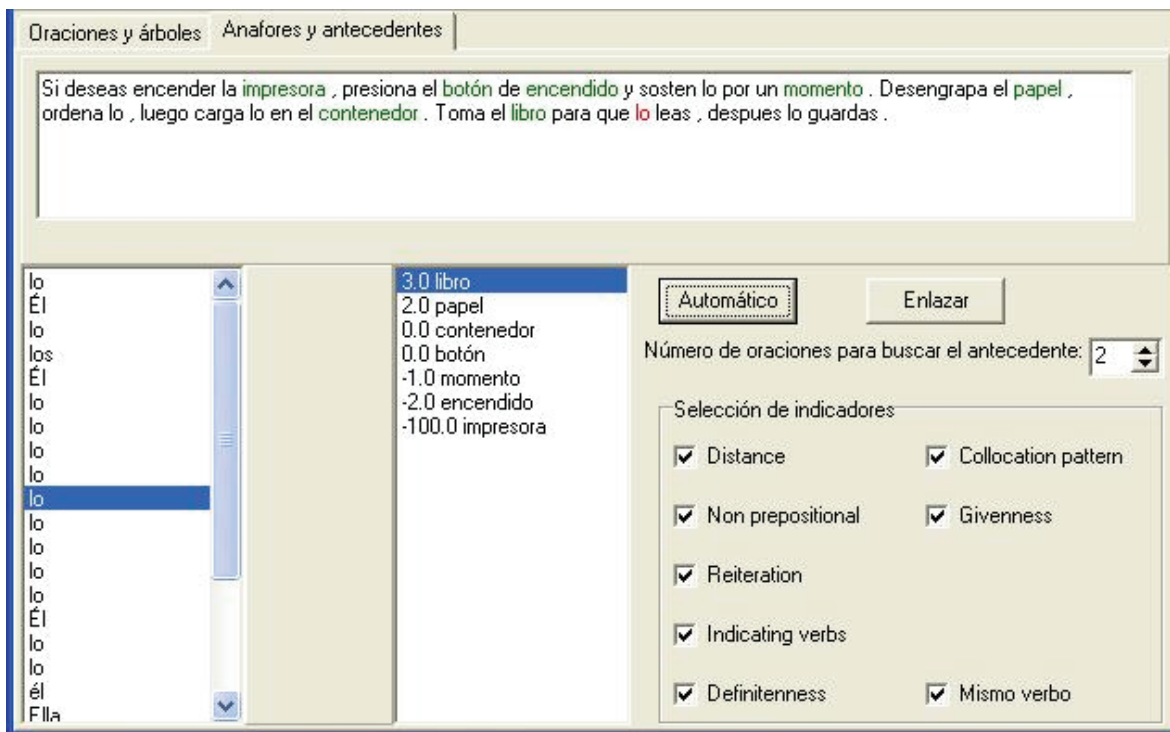 Oraciones y árboles
Anafores y antecedentes
Si deseas encender la impresora , presiona el botón de encendido y sosten lo por un momento . Desengrapa el papel ,
ordena lo , luego carga lo en el contenedor . Toma el libro para que lo leas , despues lo guardas .
lo
Él
lo
los
Él
lo
lo
lo
lo
lo
lo
lo
lo
lo
Él
lo
lo
él
Ella
3.0 libro
2.0 papel
0.0 contenedor
0.0 botón
-1.0 momento
-2.0 encendido
-100.0 impresora
Automático
Enlazar
Número de oraciones para buscar el antecedente: 2
Selección de indicadores
Distance
Collocation pattern
Non prepositional
Givenness
Reiteration
Indicating verbs
Definitenness
Mismo verbo